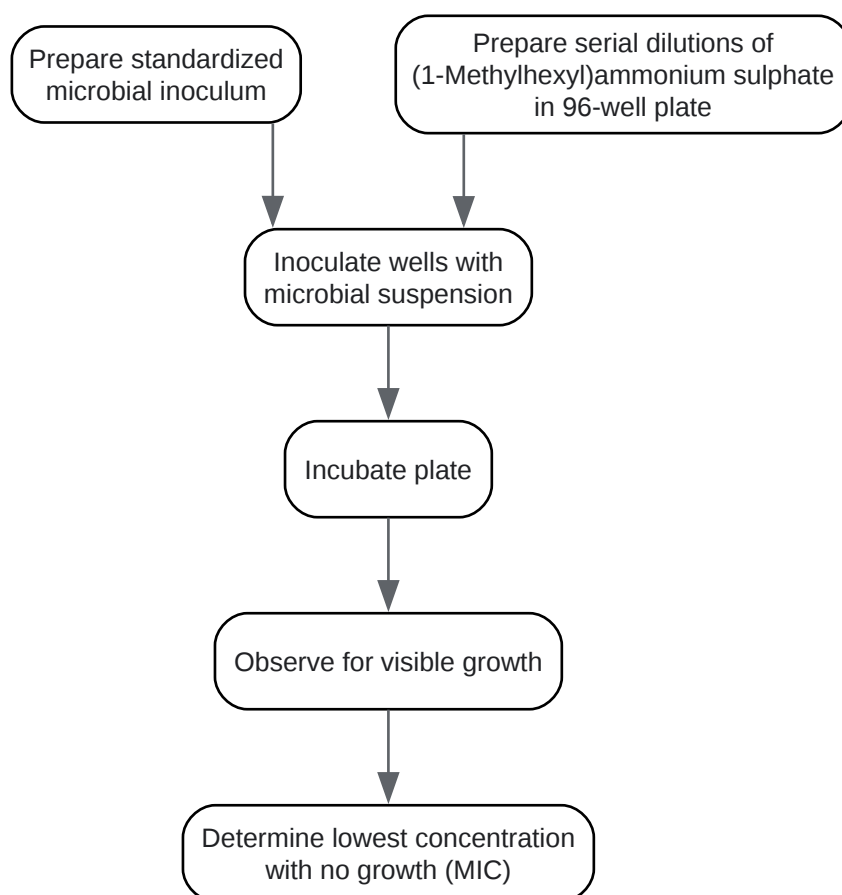 Prepare standardized
microbial inoculum
Prepare serial dilutions of
(1-Methylhexyl)ammonium sulphate
in 96-well plate
Inoculate wells with
microbial suspension
Incubate plate
Observe for visible growth
Determine lowest concentration
with no growth (MIC)